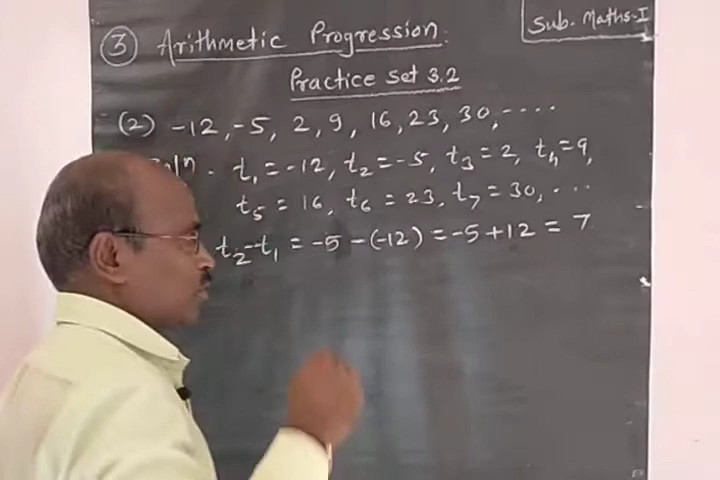 Sub. Maths-I
③ Arithmetic Progression.
Practice Set 3.2
(2) -12, -5, 2, 9, 16, 23, 30, ....
t₁ = -12, t₂ = -5, t₃ = 2, t₄ = 9,
t₅ = 16, t₆ = 23, t₇ = 30, ...
t₂ - t₁ = -5 - (-12) = -5 + 12 = 7